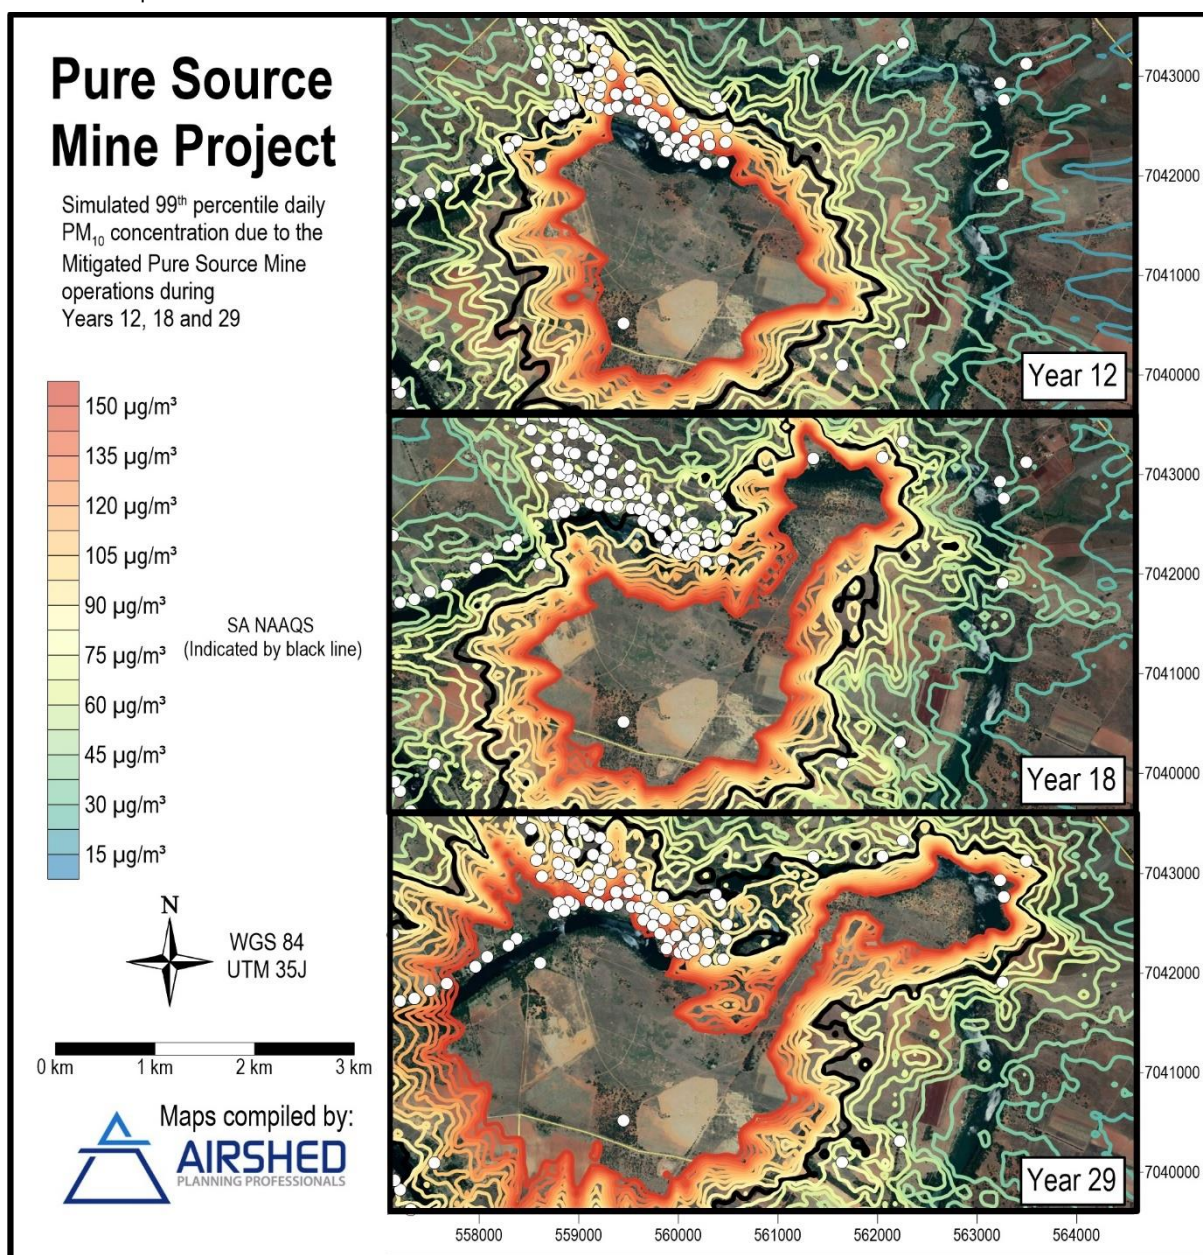 Pure Source
Mine Project
Simulated 99th percentile daily
PM10 concentration due to the
Mitigated Pure Source Mine
operations during
Years 12, 18 and 29
150 µg/m³
135 µg/m³
120 µg/m³
105 µg/m³
90 µg/m³
75 µg/m³
60 µg/m³
45 µg/m³
30 µg/m³
15 µg/m³
SA NAAQS
(Indicated by black line)
N
WGS 84
UTM 35J
0 km 1 km 2 km 3 km
Maps compiled by:
AIRSHED
PLANNING PROFESSIONALS
Year 12
7043000
7042000
7041000
7040000
Year 18
7043000
7042000
7041000
7040000
Year 29
7043000
7042000
7041000
7040000
558000 559000 560000 561000 562000 563000 564000